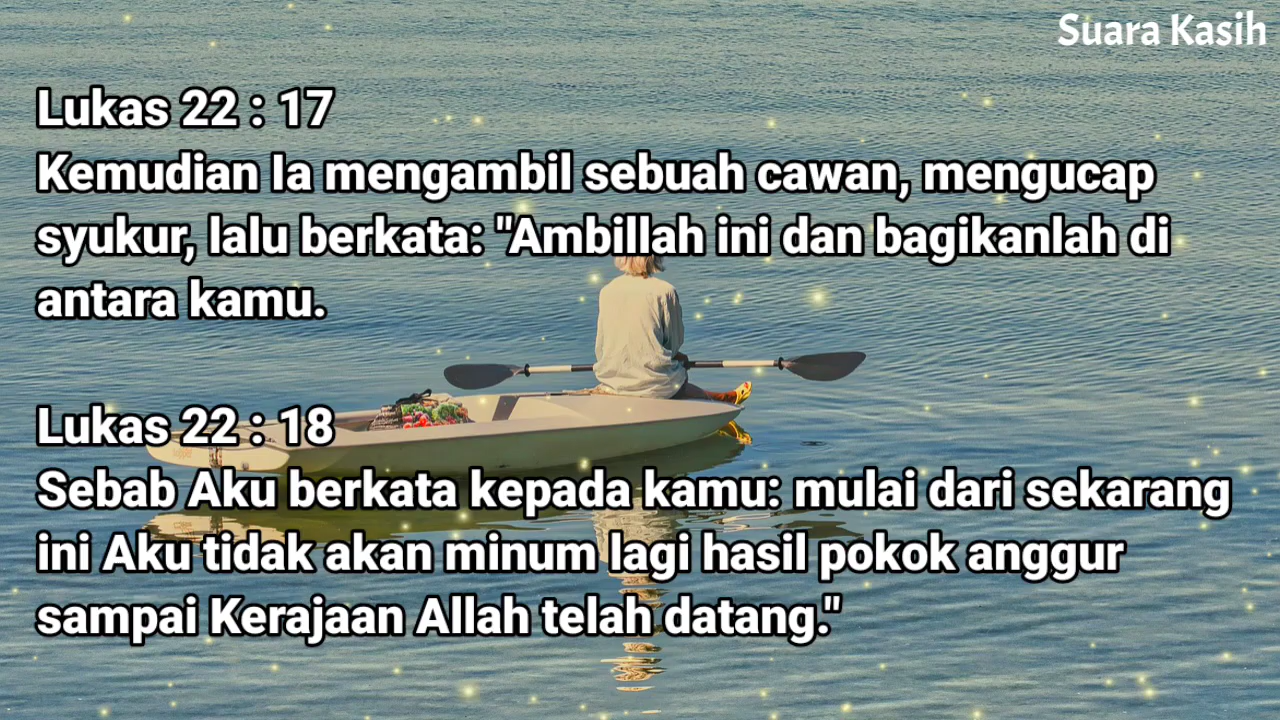 Suara Kasih
Lukas 22 : 17
Kemudian Ia mengambil sebuah cawan, mengucap
syukur, lalu berkata: "Ambillah ini dan bagikanlah di
antara kamu.
Lukas 22 : 18
Sebab Aku berkata kepada kamu: mulai dari sekarang
ini Aku tidak akan minum lagi hasil pokok anggur
sampai Kerajaan Allah telah datang."